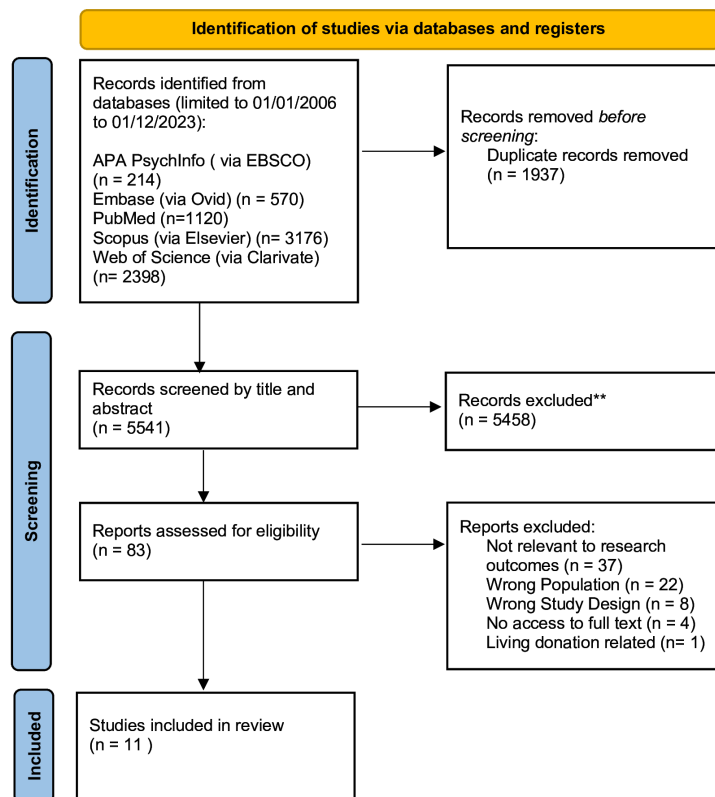 Identification of studies via databases and registers
Identification
Records identified from
databases (limited to 01/01/2006
to 01/12/2023):
APA PsychInfo ( via EBSCO)
(n = 214)
Embase (via Ovid) (n = 570)
PubMed (n=1120)
Scopus (via Elsevier) (n= 3176)
Web of Science (via Clarivate)
(n= 2398)
Records removed before
screening:
Duplicate records removed
(n = 1937)
Screening
Records screened by title and
abstract
(n = 5541)
Records excluded**
(n = 5458)
Reports assessed for eligibility
(n = 83)
Reports excluded:
Not relevant to research
outcomes (n = 37)
Wrong Population (n = 22)
Wrong Study Design (n = 8)
No access to full text (n = 4)
Living donation related (n= 1)
Included
Studies included in review
(n = 11 )